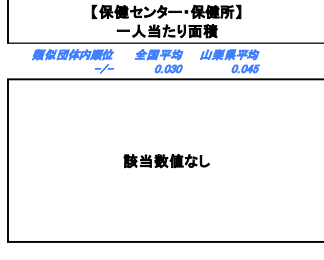 【保健センター・保健所】
一人当たり面積
類似団体内順位 全国平均 山梨県平均
-/- 0.030 0.045
該当数値なし